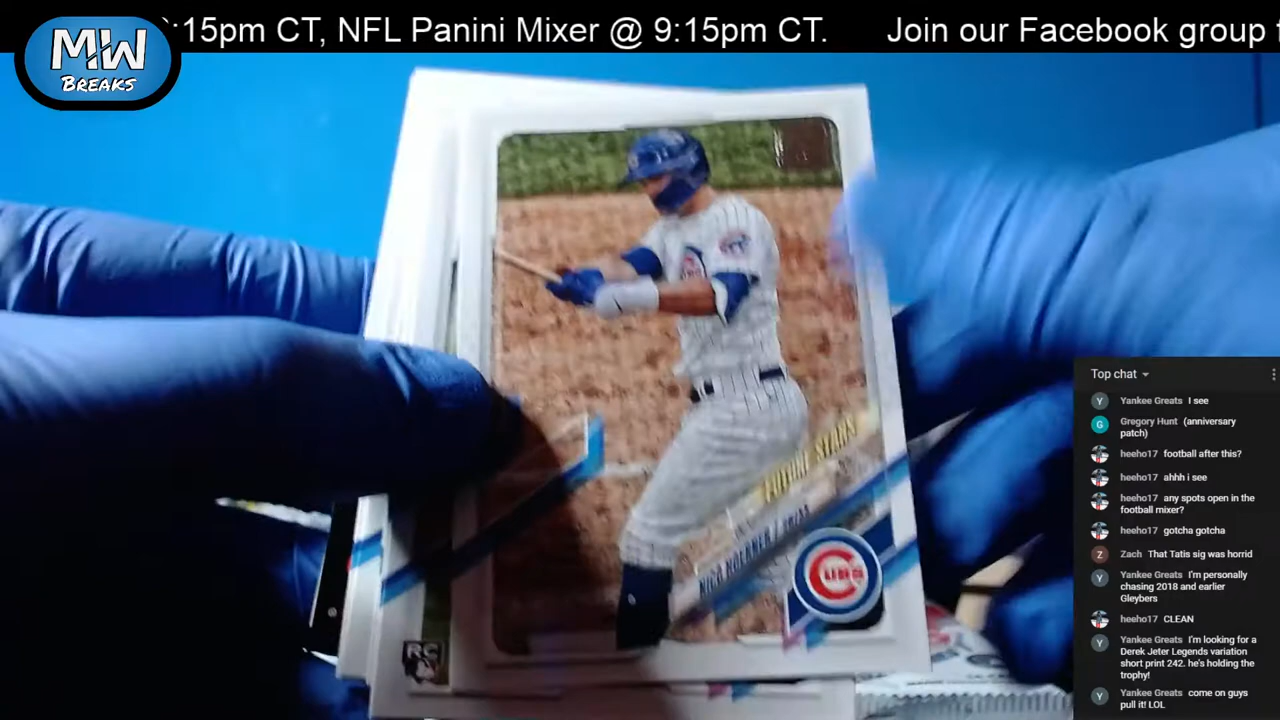 :15pm CT, NFL Panini Mixer @ 9:15pm CT. Join our Facebook group
MW
BREAKS
FUTURE STARS
NICO HOERNER / 2B/SS
CUBS
RC
Top chat
Yankee Greats I see
Gregory Hunt (anniversary
patch)
heeho17 football after this?
heeho17 ahhh i see
heeho17 any spots open in the
football mixer?
heeho17 gotcha gotcha
Zach That Tatis sig was horrid
Yankee Greats I'm personally
chasing 2018 and earlier
Gleybers
heeho17 CLEAN
Yankee Greats I'm looking for a
Derek Jeter Legends variation
short print 242. he's holding the
trophy!
Yankee Greats come on guys
pull it! LOL